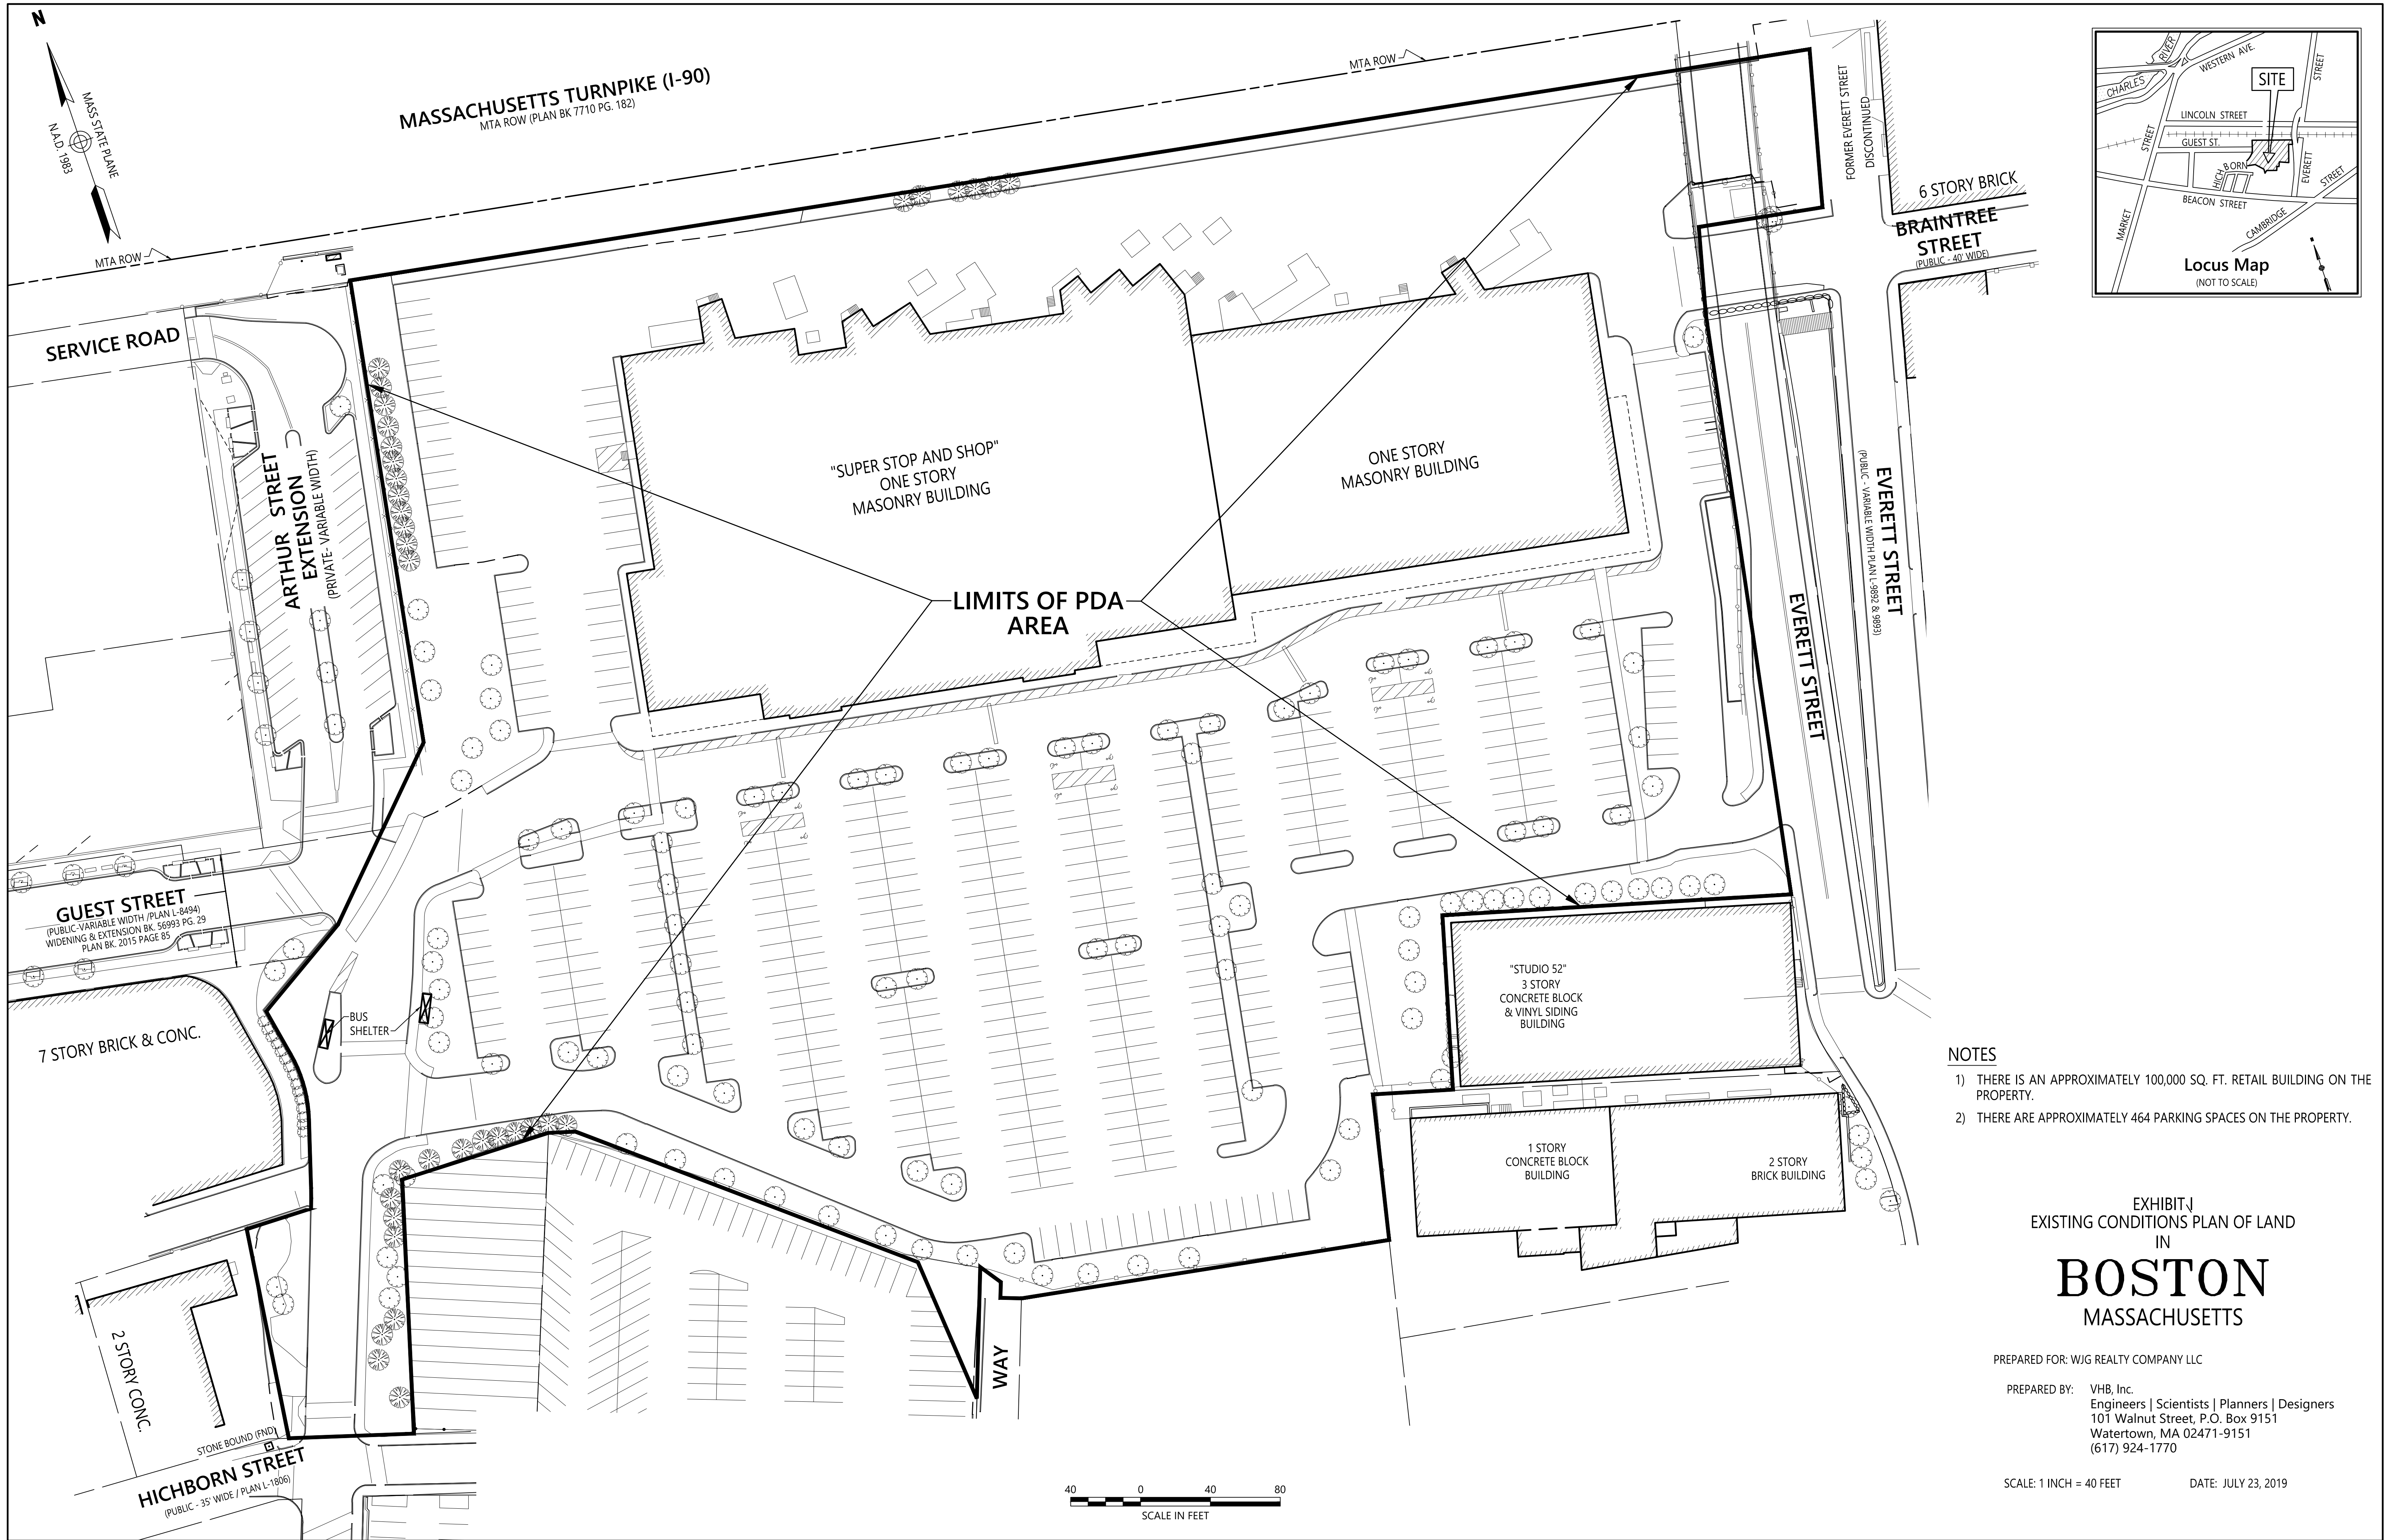 N
MASS STATE PLANE
N.A.D. 1983
MASSACHUSETTS TURNPIKE (I-90)
MTA ROW (PLAN BK 7710 PG. 182)
MTA ROW
MTA ROW
FORMER EVERETT STREET
DISCONTINUED
6 STORY BRICK
BRAINTREE
STREET
(PUBLIC - 40' WIDE)
CHARLES
RIVER
WESTERN AVE.
STREET
SITE
LINCOLN STREET
GUEST ST.
STREET
HICHBORN
EVERETT
STREET
BEACON STREET
MARKET
CAMBRIDGE
Locus Map
(NOT TO SCALE)
SERVICE ROAD
ARTHUR STREET
EXTENSION
(PRIVATE- VARIABLE WIDTH)
"SUPER STOP AND SHOP"
ONE STORY
MASONRY BUILDING
ONE STORY
MASONRY BUILDING
LIMITS OF PDA
AREA
EVERETT STREET
EVERETT STREET
(PUBLIC - VARIABLE WIDTH PLAN L-9892 & 9893)
GUEST STREET
(PUBLIC-VARIABLE WIDTH /PLAN L-8494)
WIDENING & EXTENSION BK. 56993 PG. 29
PLAN BK. 2015 PAGE 85
BUS
SHELTER
7 STORY BRICK & CONC.
"STUDIO 52"
3 STORY
CONCRETE BLOCK
& VINYL SIDING
BUILDING
1 STORY
CONCRETE BLOCK
BUILDING
2 STORY
BRICK BUILDING
2 STORY CONC.
STONE BOUND (FND)
HICHBORN STREET
(PUBLIC - 35' WIDE / PLAN L-1806)
WAY
NOTES
1) THERE IS AN APPROXIMATELY 100,000 SQ. FT. RETAIL BUILDING ON THE
PROPERTY.
2) THERE ARE APPROXIMATELY 464 PARKING SPACES ON THE PROPERTY.
EXHIBIT I
EXISTING CONDITIONS PLAN OF LAND
IN
BOSTON
MASSACHUSETTS
PREPARED FOR: WJG REALTY COMPANY LLC
PREPARED BY: VHB, Inc.
Engineers | Scientists | Planners | Designers
101 Walnut Street, P.O. Box 9151
Watertown, MA 02471-9151
(617) 924-1770
SCALE: 1 INCH = 40 FEET DATE: JULY 23, 2019
40 0 40 80
SCALE IN FEET